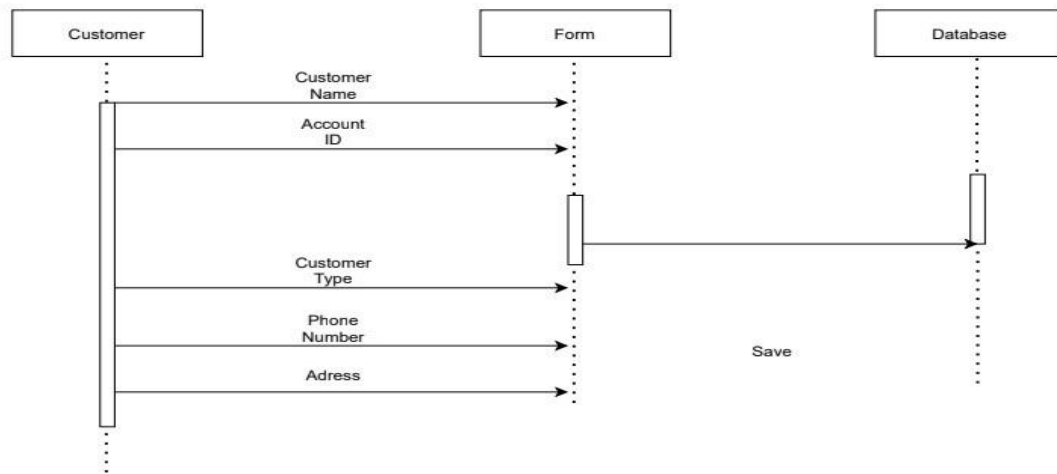 Customer
Form
Database
Customer
Name
Account
ID
Customer
Type
Phone
Number
Save
Adress